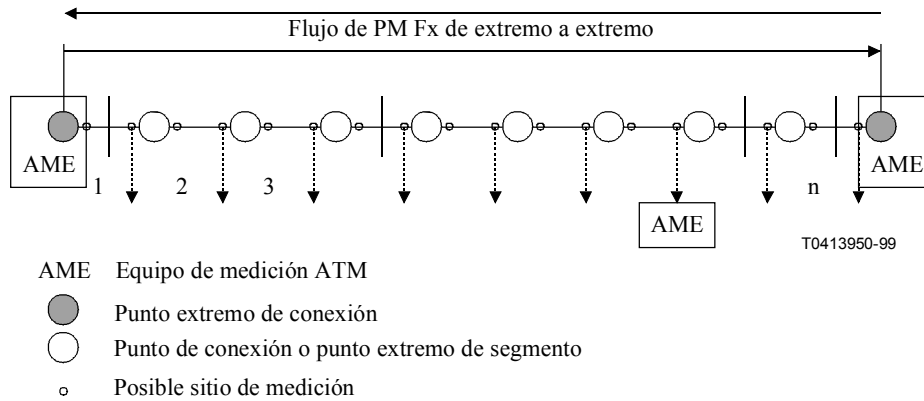 Flujo de PM Fx de extremo a extremo
AME
AME
1
2
3
n
AME
T0413950-99
AME Equipo de medición ATM
Punto extremo de conexión
Punto de conexión o punto extremo de segmento
Posible sitio de medición